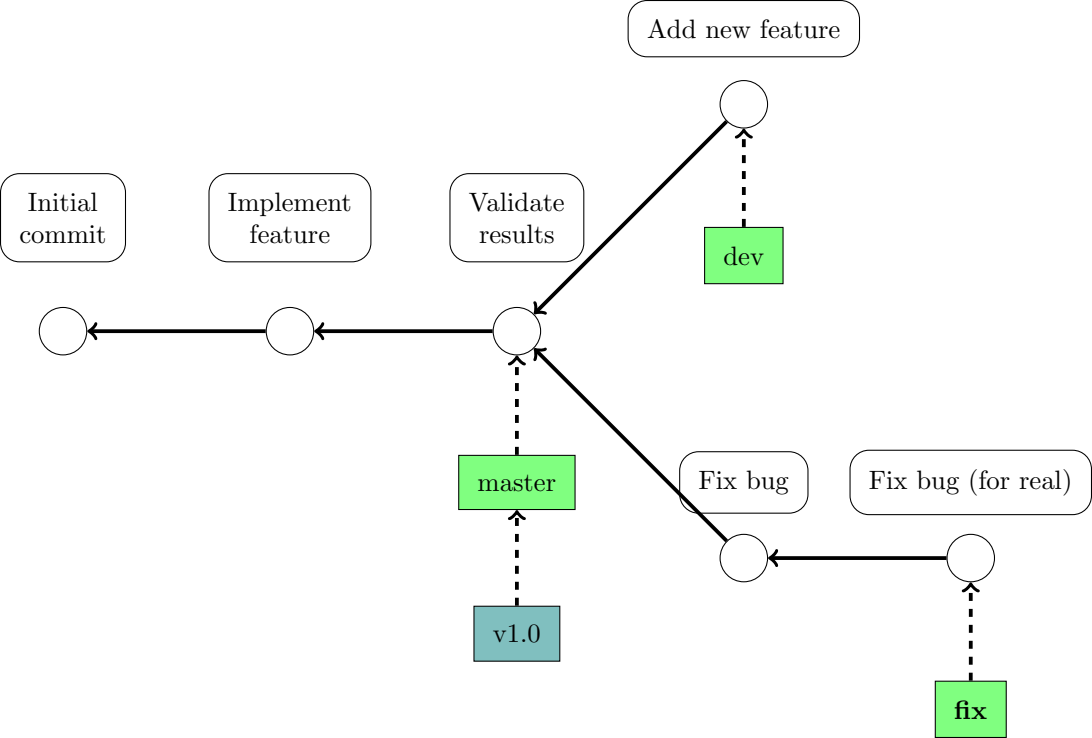 Add new feature
Initial
commit
Implement
feature
Validate
results
dev
master
Fix bug
Fix bug (for real)
v1.0
fix